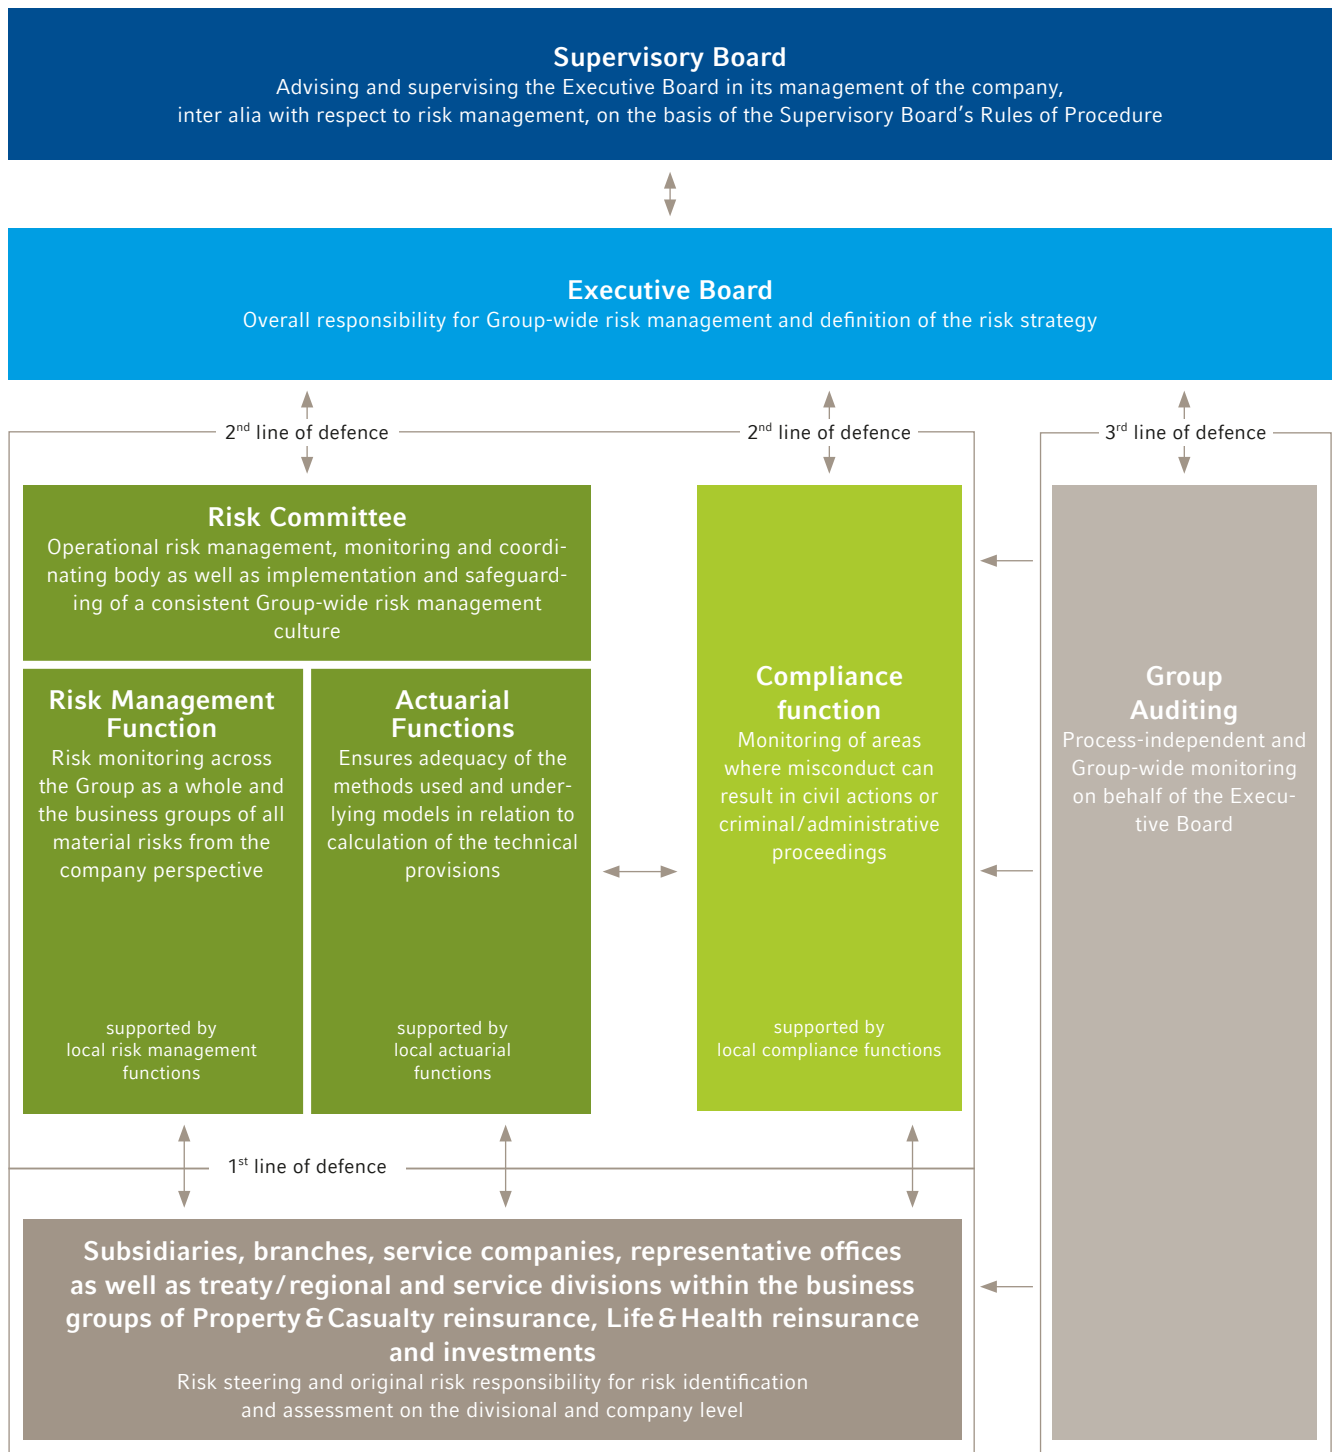 Supervisory Board
Advising and supervising the Executive Board in its management of the company,
inter alia with respect to risk management, on the basis of the Supervisory Board’s Rules of Procedure
Executive Board
Overall responsibility for Group-wide risk management and definition of the risk strategy
2nd line of defence
2nd line of defence
3rd line of defence
Risk Committee
Operational risk management, monitoring and coordi-
nating body as well as implementation and safeguard-
ing of a consistent Group-wide risk management
culture
Risk Management
Function
Risk monitoring across
the Group as a whole and
the business groups of all
material risks from the
company perspective
supported by
local risk management
functions
Actuarial
Functions
Ensures adequacy of the
methods used and under-
lying models in relation to
calculation of the technical
provisions
supported by
local actuarial
functions
Compliance
function
Monitoring of areas
where misconduct can
result in civil actions or
criminal/administrative
proceedings
supported by
local compliance functions
Group
Auditing
Process-independent and
Group-wide monitoring
on behalf of the Execu-
tive Board
1st line of defence
Subsidiaries, branches, service companies, representative offices
as well as treaty/regional and service divisions within the business
groups of Property & Casualty reinsurance, Life & Health reinsurance
and investments
Risk steering and original risk responsibility for risk identification
and assessment on the divisional and company level